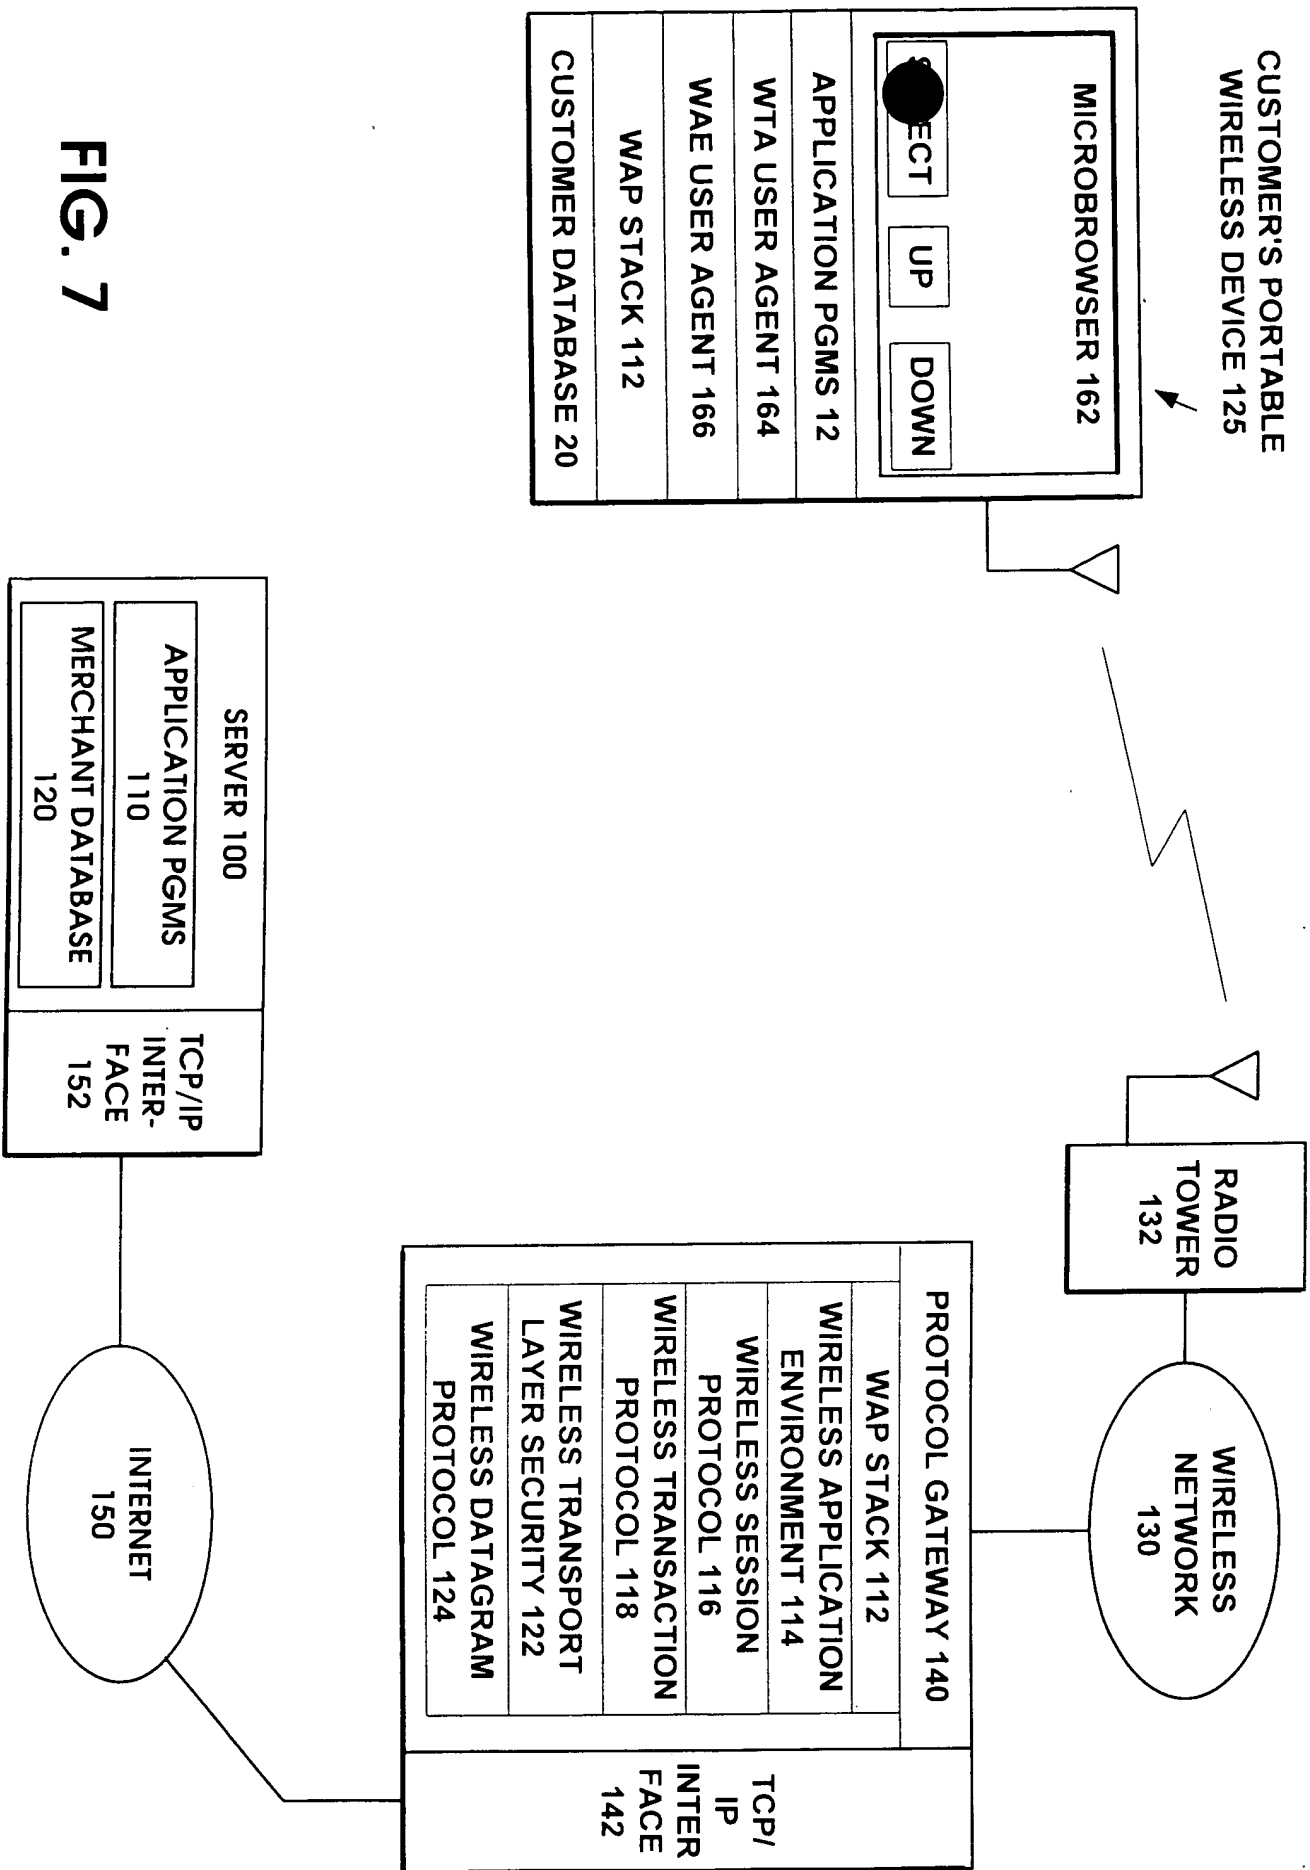 CUSTOMER'S PORTABLE
WIRELESS DEVICE 125
MICROBROWSER 162
UP
DOWN
APPLICATION PGMS 12
WTA USER AGENT 164
WAE USER AGENT 166
WAP STACK 112
CUSTOMER DATABASE 20
RADIO
TOWER
132
WIRELESS
NETWORK
130
PROTOCOL GATEWAY 140
WAP STACK 112
WIRELESS APPLICATION
ENVIRONMENT 114
WIRELESS SESSION
PROTOCOL 116
WIRELESS TRANSACTION
PROTOCOL 118
WIRELESS TRANSPORT
LAYER SECURITY 122
WIRELESS DATAGRAM
PROTOCOL 124
TCP/
IP
INTER
FACE
142
SERVER 100
APPLICATION PGMS
110
MERCHANT DATABASE
120
TCP/IP
INTER-
FACE
152
INTERNET
150
FIG. 7